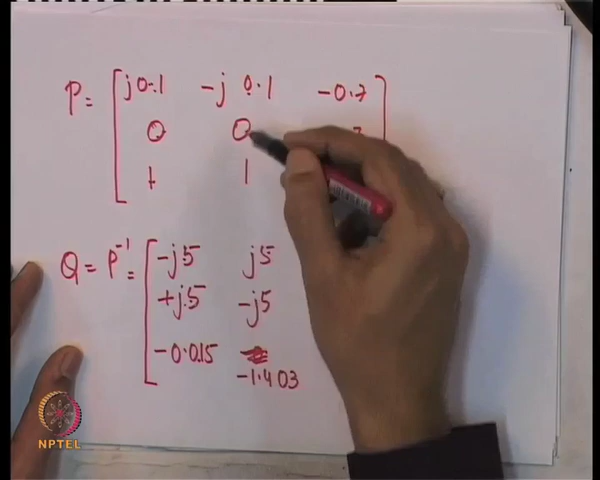 P = [ j0.1 -j 0.1 -0.7
0 0
1 1
Q = P⁻¹ = [ -j5 j5
+j5 -j5
-0.015
-1.403
NPTEL